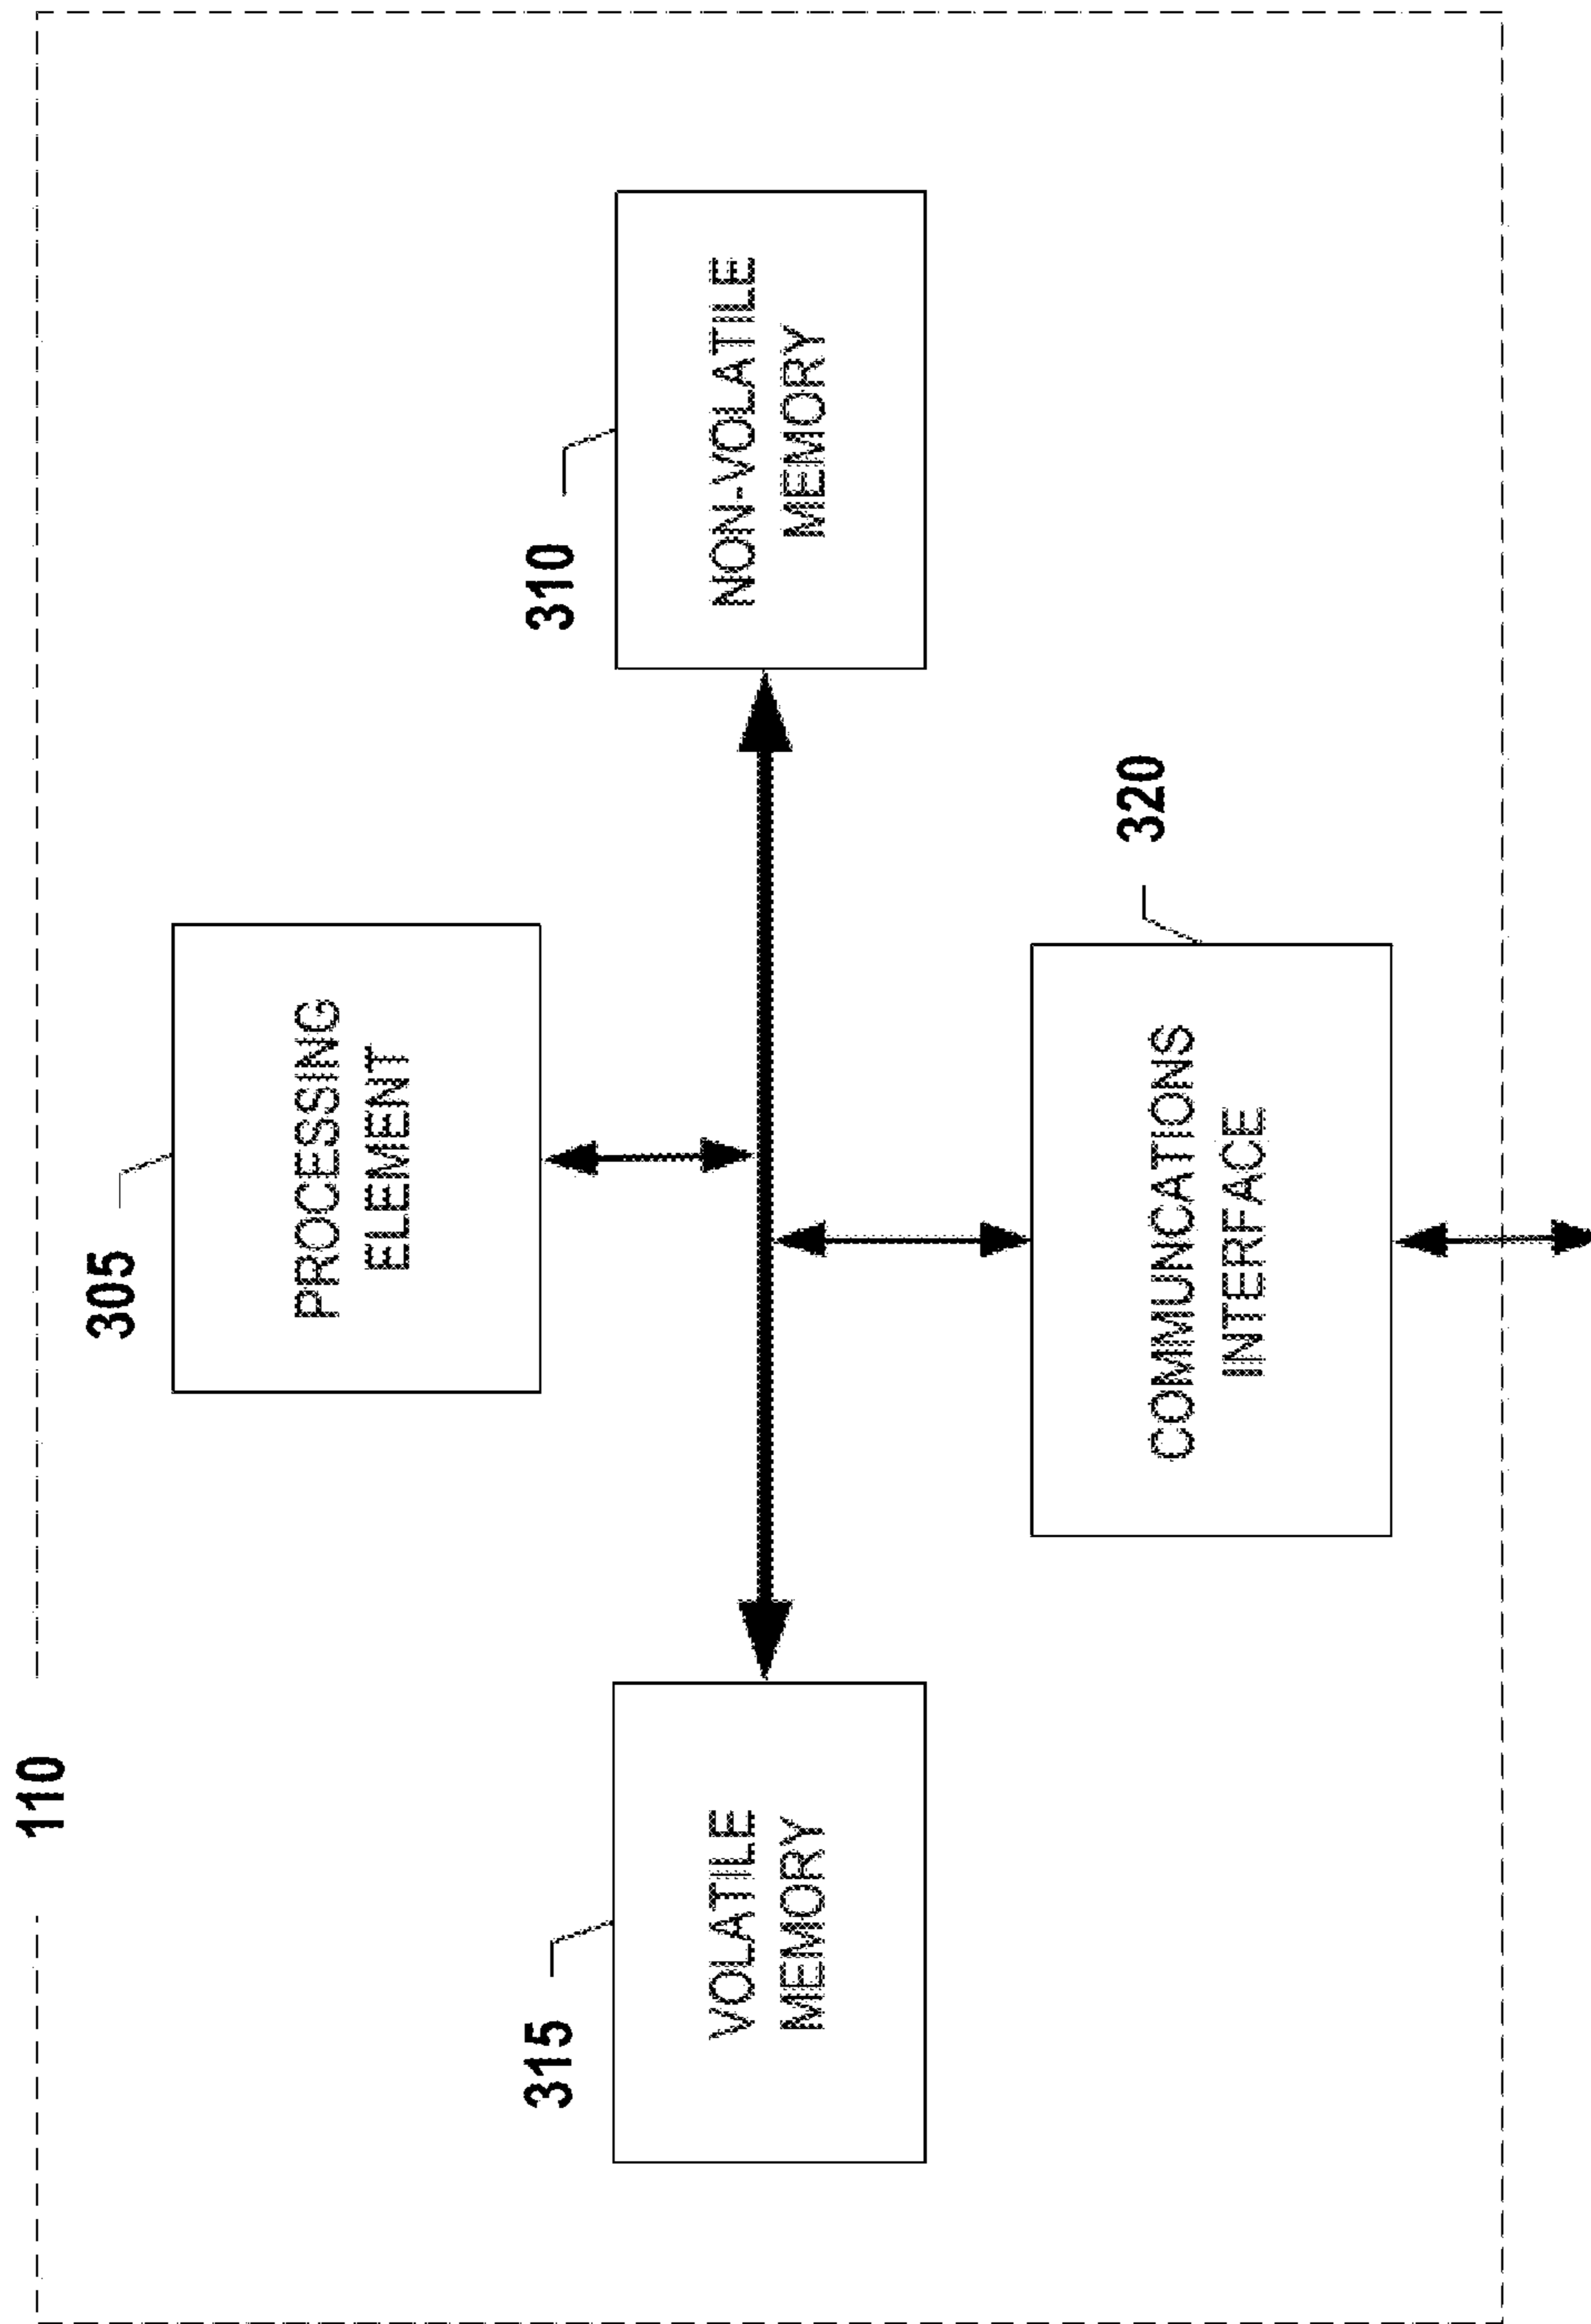 110
305
PROCESSING
ELEMENT
315
VOLATILE
MEMORY
310
NON-VOLATILE
MEMORY
320
COMMUNCATIONS
INTERFACE